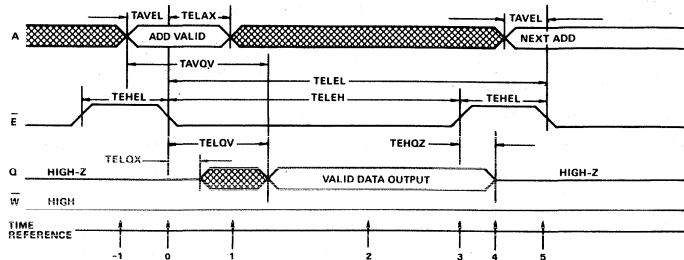 TAVEL TELAX TAVEL
A ADD VALID NEXT ADD
TAVQV
TELEL
TEHEL TELEH TEHEL
E
TELQV TEHQZ
TELQX
Q HIGH-Z VALID DATA OUTPUT HIGH-Z
W HIGH
TIME
REFERENCE
-1 0 1 2 3 4 5